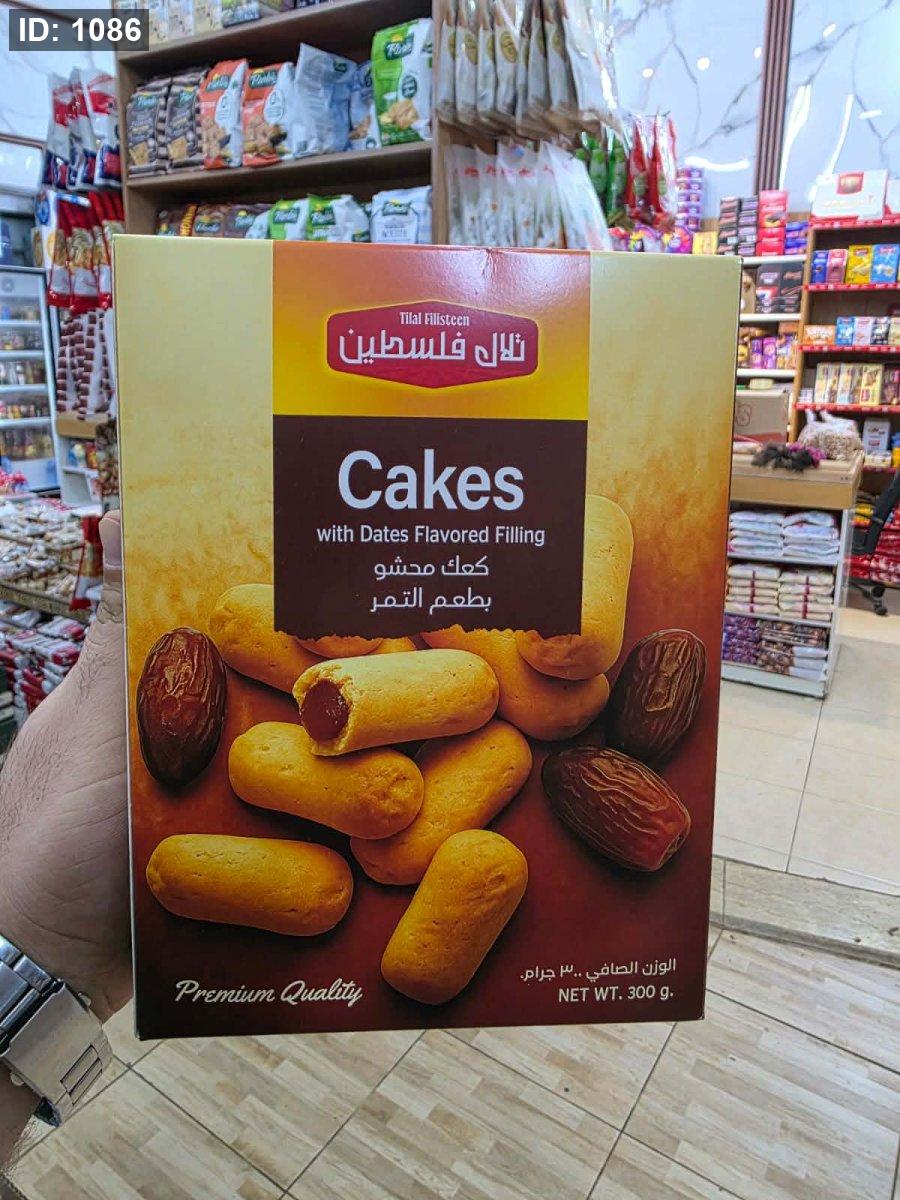 ID: 1086
Tilal Filisteen
تلال فلسطين
Cakes
with Dates Flavored Filling
كعك محشو
بطعم التمر
Premium Quality
الوزن الصافي ٣٠٠ جرام.
NET WT. 300 g.